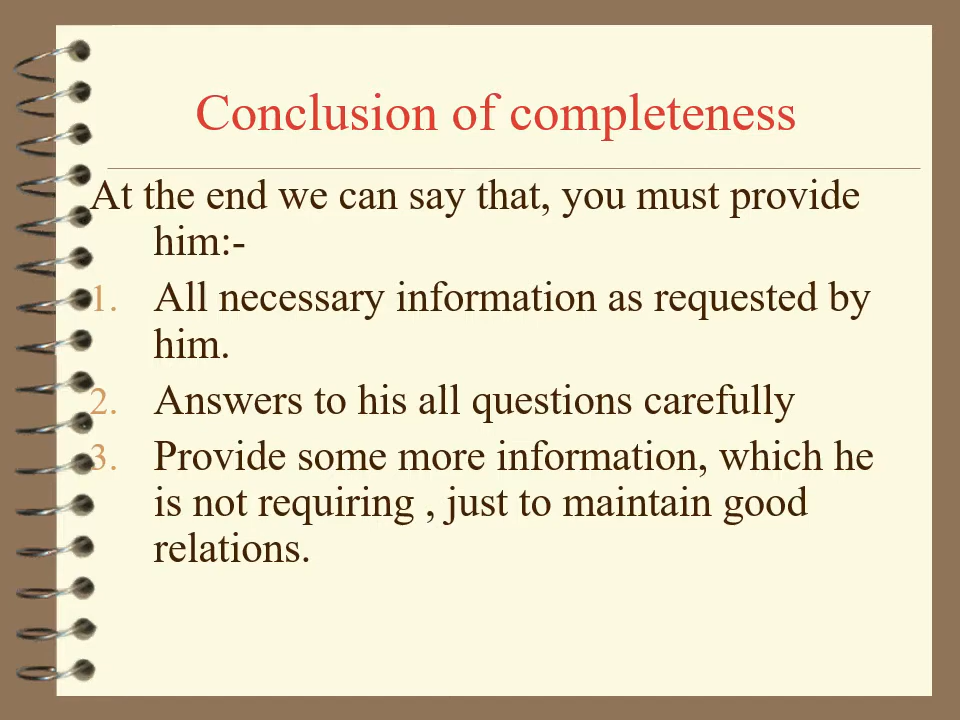 Conclusion of completeness
At the end we can say that, you must provide
him:-
1. All necessary information as requested by
him.
2. Answers to his all questions carefully
3. Provide some more information, which he
is not requiring , just to maintain good
relations.